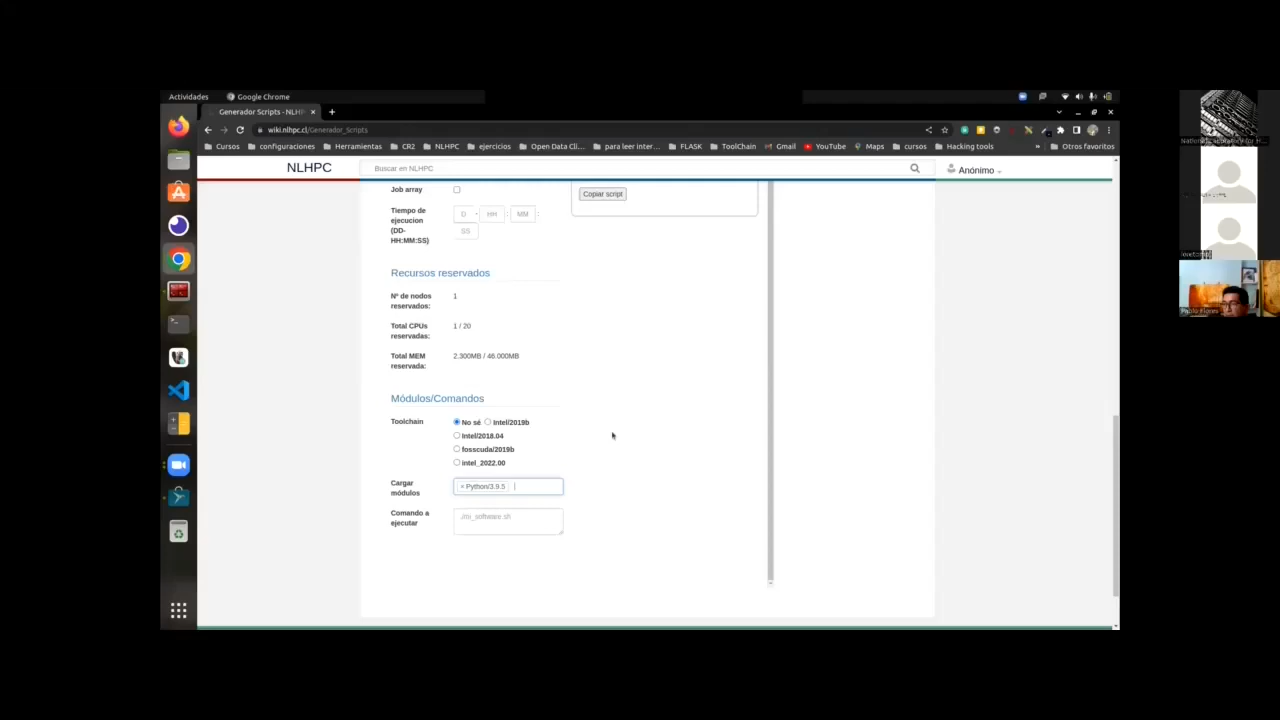 Actividades
Google Chrome
Generador Scripts - NLH
wiki.nlhpc.cl/Generador_Scripts
Cursos
configuraciones
Herramientas
CR2
NLHPC
ejercicios
Open Data Cli...
para leer inter...
FLASK
ToolChain
Gmail
YouTube
Maps
cursos
Hacking tools
»
Otros favoritos
NLHPC
Buscar en NLHPC
Anónimo
Job array
Copiar script
Tiempo de
ejecucion
(DD-
HH:MM:SS)
D - HH : MM :
SS
Recursos reservados
Nº de nodos
reservados:
1
Total CPUs
reservadas:
1 / 20
Total MEM
reservada:
2.300MB / 46.000MB
Módulos/Comandos
Toolchain
No sé
Intel/2019b
Intel/2018.04
fosscuda/2019b
intel_2022.00
Cargar
módulos
× Python/3.9.5
Comando a
ejecutar
./mi_software.sh
Pablo Flores